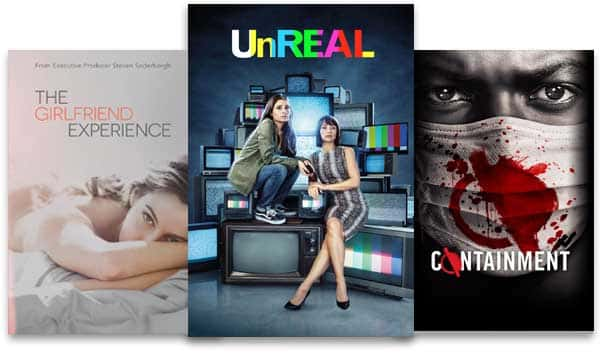 From Executive Producer Steven Soderbergh
THE
GIRLFRIEND
EXPERIENCE
UnREAL
CONTAINMENT